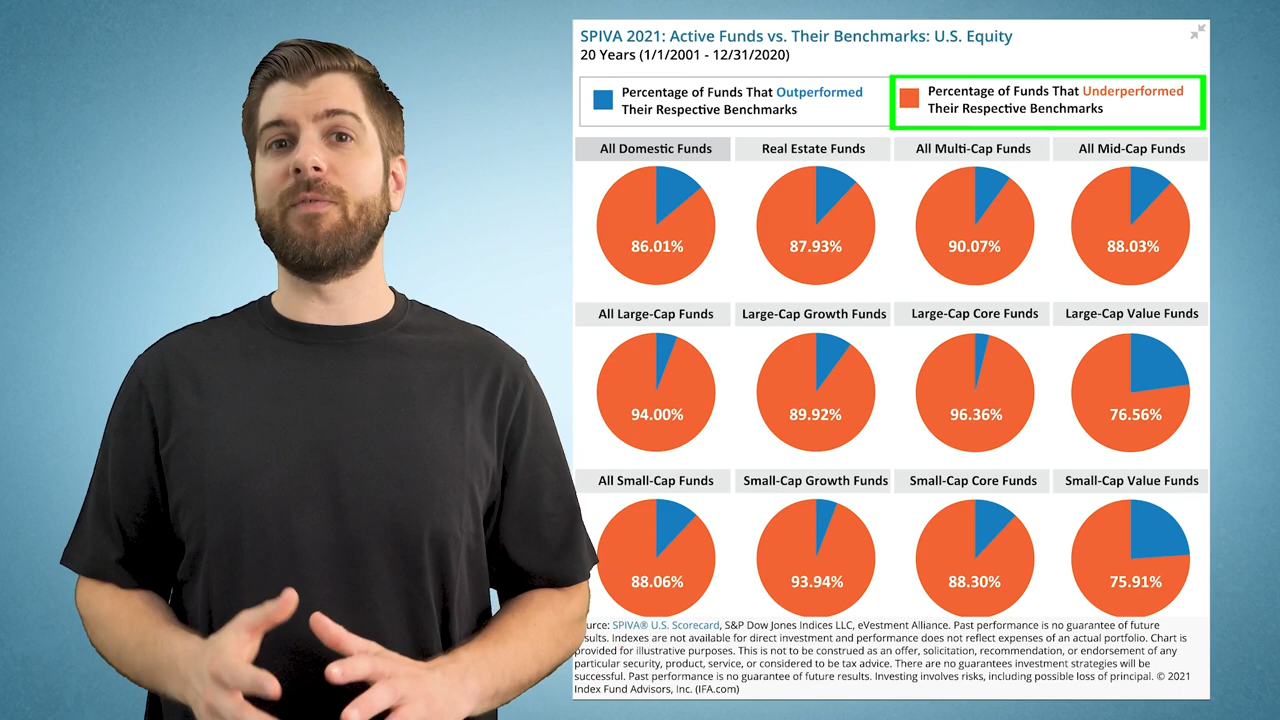 SPIVA 2021: Active Funds vs. Their Benchmarks: U.S. Equity
20 Years (1/1/2001 - 12/31/2020)
Percentage of Funds That Outperformed
Their Respective Benchmarks
Percentage of Funds That Underperformed
Their Respective Benchmarks
All Domestic Funds
Real Estate Funds
All Multi-Cap Funds
All Mid-Cap Funds
86.01%
87.93%
90.07%
88.03%
All Large-Cap Funds
Large-Cap Growth Funds
Large-Cap Core Funds
Large-Cap Value Funds
94.00%
89.92%
96.36%
76.56%
All Small-Cap Funds
Small-Cap Growth Funds
Small-Cap Core Funds
Small-Cap Value Funds
88.06%
93.94%
88.30%
75.91%
urce: SPIVA® U.S. Scorecard, S&P Dow Jones Indices LLC, eVestment Alliance. Past performance is no guarantee of future
sults. Indexes are not available for direct investment and performance does not reflect expenses of an actual portfolio. Chart is
provided for illustrative purposes. This is not to be construed as an offer, solicitation, recommendation, or endorsement of any
particular security, product, service, or considered to be tax advice. There are no guarantees investment strategies will be
successful. Past performance is no guarantee of future results. Investing involves risks, including possible loss of principal. © 2021
Index Fund Advisors, Inc. (IFA.com)